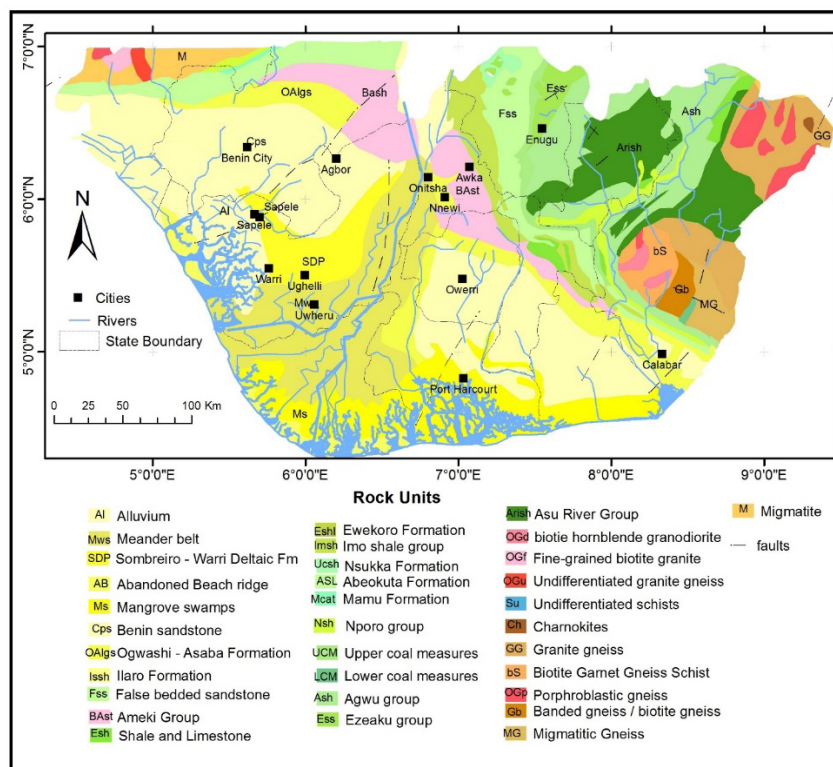 7°0'0"N
6°0'0"N
5°0'0"N
M
OAlgs
Bash
Fss
Ess
Ash
GG
Cps
Benin City
Agbor
Enugu
Arish
Onitsha
Awka
BAst
Nnewi
Al
Sapele
Sapele
bS
SDP
Warri
Ughelli
Mw
Uwheru
Owerri
Gb
MG
Calabar
Port Harcourt
Ms
N
Cities
Rivers
State Boundary
0 25 50 100 Km
5°0'0"E 6°0'0"E 7°0'0"E 8°0'0"E 9°0'0"E
Rock Units
Al Alluvium
Mws Meander belt
SDP Sombreiro - Warri Deltaic Fm
AB Abandoned Beach ridge
Ms Mangrove swamps
Cps Benin sandstone
OAlgs Ogwashi - Asaba Formation
Issh Ilaro Formation
Fss False bedded sandstone
BAst Ameki Group
Esh Shale and Limestone
Eshl Ewekoro Formation
Imsh Imo shale group
Ucsh Nsukka Formation
ASL Abeokuta Formation
Mcat Mamu Formation
Nsh Nporo group
UCM Upper coal measures
LCM Lower coal measures
Ash Agwu group
Ess Ezeaku group
Arish Asu River Group
OGd biotie hornblende granodiorite
OGf Fine-grained biotite granite
OGu Undifferentiated granite gneiss
Su Undifferentiated schists
Ch Charnokites
GG Granite gneiss
bS Biotite Garnet Gneiss Schist
OGp Porphroblastic gneiss
Gb Banded gneiss / biotite gneiss
MG Migmatitic Gneiss
M Migmatite
faults